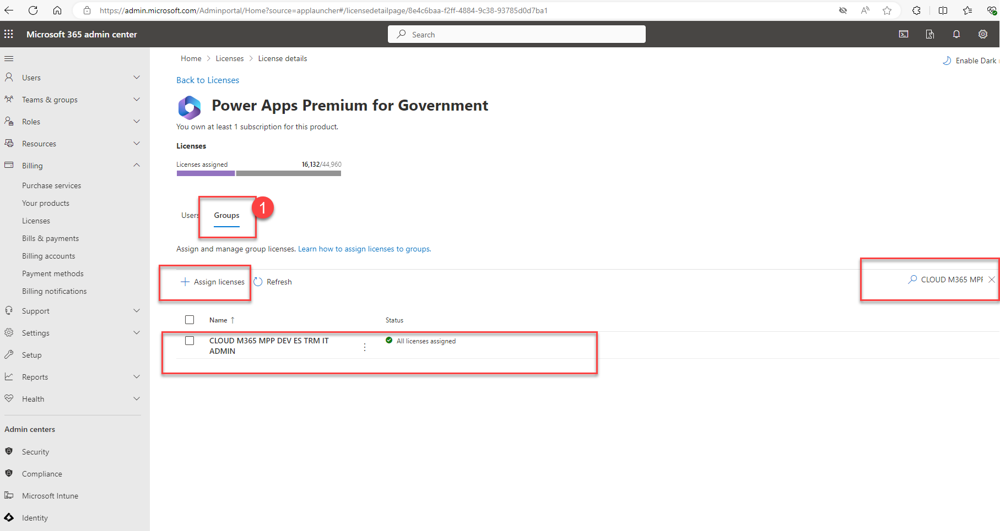 https://admin.microsoft.com/Adminportal/Home?source=applauncher#/licensedetailpage/8e4c6baa-f2ff-4884-9c38-93785d0d7ba1
Microsoft 365 admin center
Search
Home > Licenses > License details
Enable Dark
Back to Licenses
Power Apps Premium for Government
You own at least 1 subscription for this product.
Licenses
Licenses assigned 16,132/44,960
Users Groups 1
Assign and manage group licenses. Learn how to assign licenses to groups.
+ Assign licenses Refresh
CLOUD M365 MPP
Name ↑ Status
CLOUD M365 MPP DEV ES TRM IT
ADMIN
All licenses assigned
Users
Teams & groups
Roles
Resources
Billing
Purchase services
Your products
Licenses
Bills & payments
Billing accounts
Payment methods
Billing notifications
Support
Settings
Setup
Reports
Health
Admin centers
Security
Compliance
Microsoft Intune
Identity